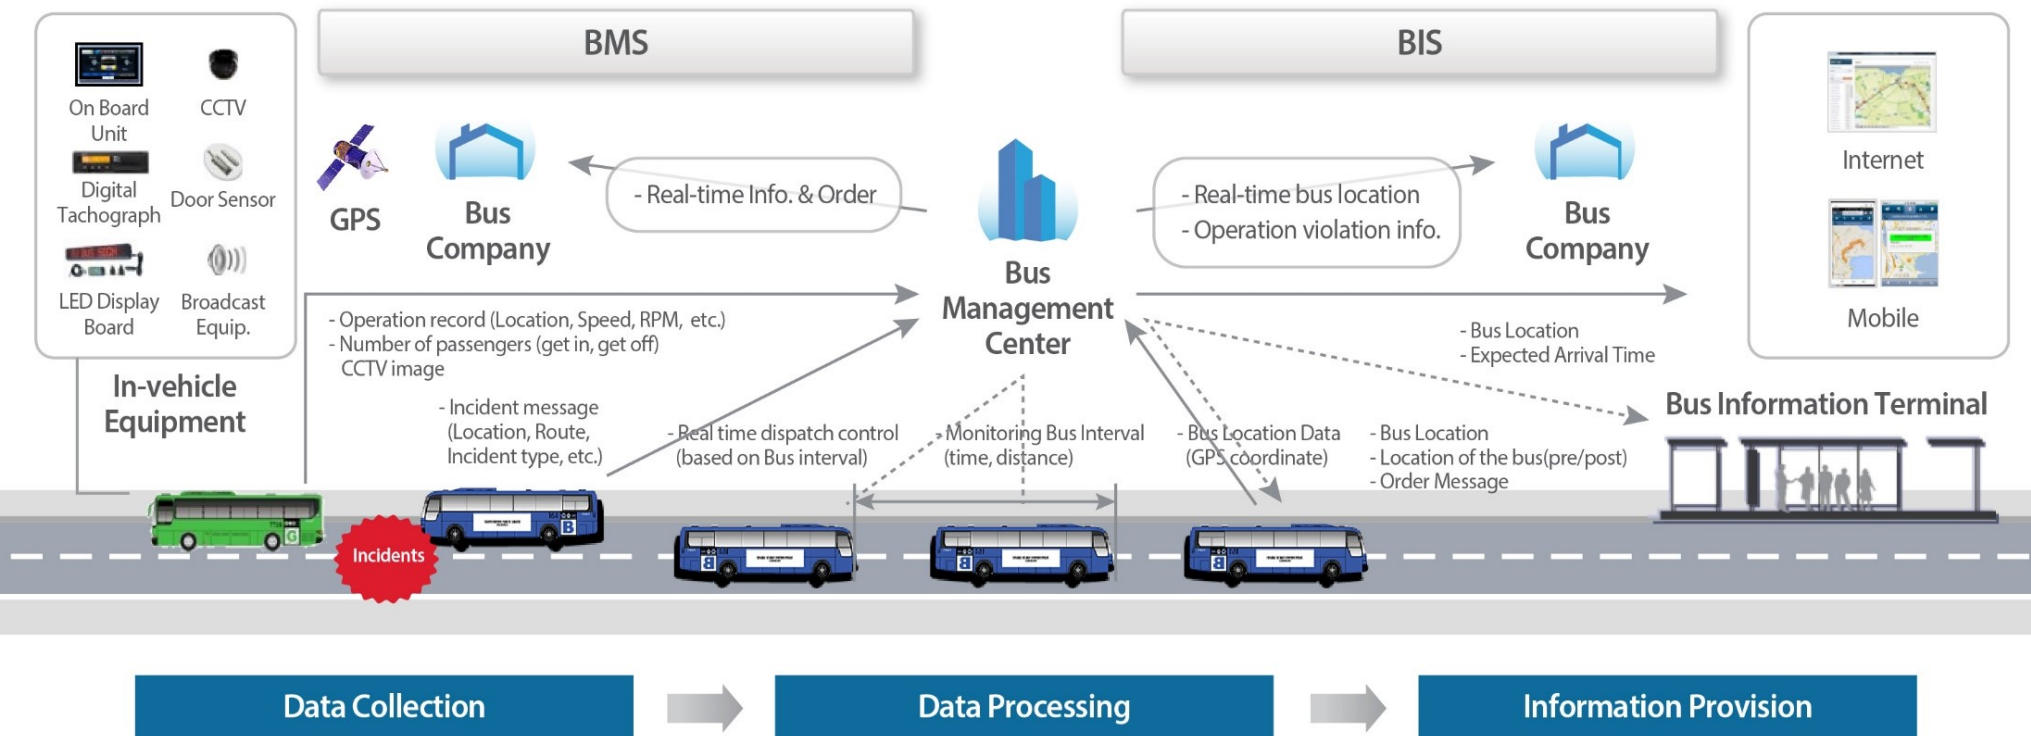 BMS
BIS
On Board
Unit
CCTV
Digital
Tachograph
Door Sensor
LED Display
Board
Broadcast
Equip.
In-vehicle
Equipment
GPS
Bus
Company
- Real-time Info. & Order
Bus
Management
Center
- Real-time bus location
- Operation violation info.
Bus
Company
Internet
Mobile
- Operation record (Location, Speed, RPM, etc.)
- Number of passengers (get in, get off)
CCTV image
- Incident message
(Location, Route,
Incident type, etc.)
- Real time dispatch control
(based on Bus interval)
- Monitoring Bus Interval
(time, distance)
- Bus Location Data
(GPS coordinate)
- Bus Location
- Expected Arrival Time
- Bus Location
- Location of the bus(pre/post)
- Order Message
Bus Information Terminal
G
Incidents
B
B
B
B
Data Collection
Data Processing
Information Provision